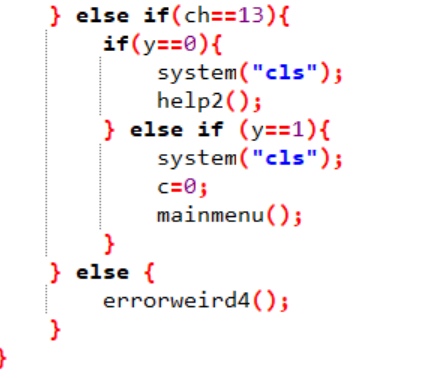 } else if(ch==13){
if(y==0){
system("cls");
help2();
} else if (y==1){
system("cls");
c=0;
mainmenu();
}
} else {
errorweird4();
}
}